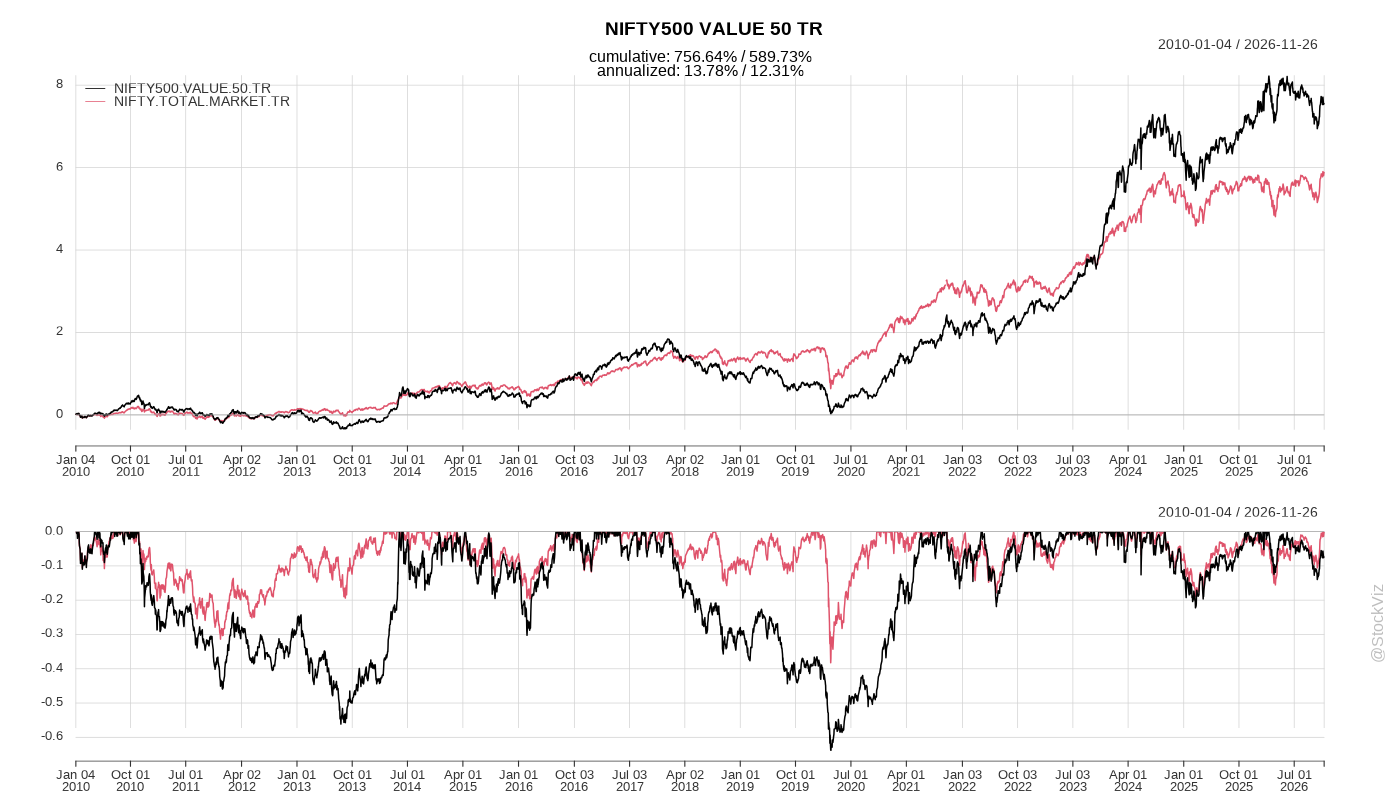 NIFTY500 VALUE 50 TR
2010-01-04 / 2026-11-26
cumulative: 756.64% / 589.73%
annualized: 13.78% / 12.31%
NIFTY500.VALUE.50.TR
NIFTY.TOTAL.MARKET.TR
8
6
4
2
0
Jan 04 Oct 01 Jul 01 Apr 02 Jan 01 Oct 01 Jul 01 Apr 01 Jan 01 Oct 03 Jul 03 Apr 02 Jan 01 Oct 01 Jul 01 Apr 01 Jan 03 Oct 03 Jul 03 Apr 01 Jan 01 Oct 01 Jul 01
2010 2010 2011 2012 2013 2013 2014 2015 2016 2016 2017 2018 2019 2019 2020 2021 2022 2022 2023 2024 2025 2025 2026
2010-01-04 / 2026-11-26
0.0
-0.1
-0.2
-0.3
-0.4
-0.5
-0.6
Jan 04 Oct 01 Jul 01 Apr 02 Jan 01 Oct 01 Jul 01 Apr 01 Jan 01 Oct 03 Jul 03 Apr 02 Jan 01 Oct 01 Jul 01 Apr 01 Jan 03 Oct 03 Jul 03 Apr 01 Jan 01 Oct 01 Jul 01
2010 2010 2011 2012 2013 2013 2014 2015 2016 2016 2017 2018 2019 2019 2020 2021 2022 2022 2023 2024 2025 2025 2026
@StockViz